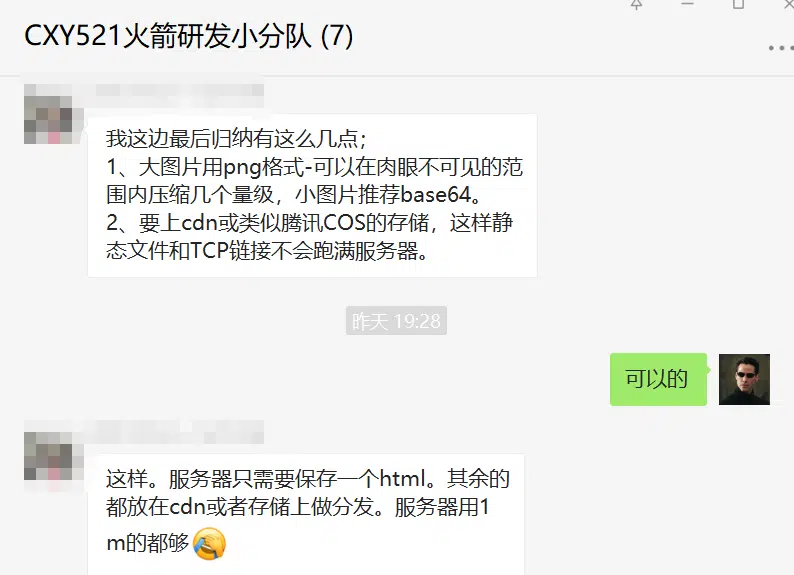 CXY521火箭研发小分队 (7)
我这边最后归纳有这么几点；
1、大图片用png格式-可以在肉眼不可见的范
围内压缩几个量级，小图片推荐base64。
2、要上cdn或类似腾讯COS的存储，这样静
态文件和TCP链接不会跑满服务器。
昨天 19:28
可以的
这样。服务器只需要保存一个html。其余的
都放在cdn或者存储上做分发。服务器用1
m的都够